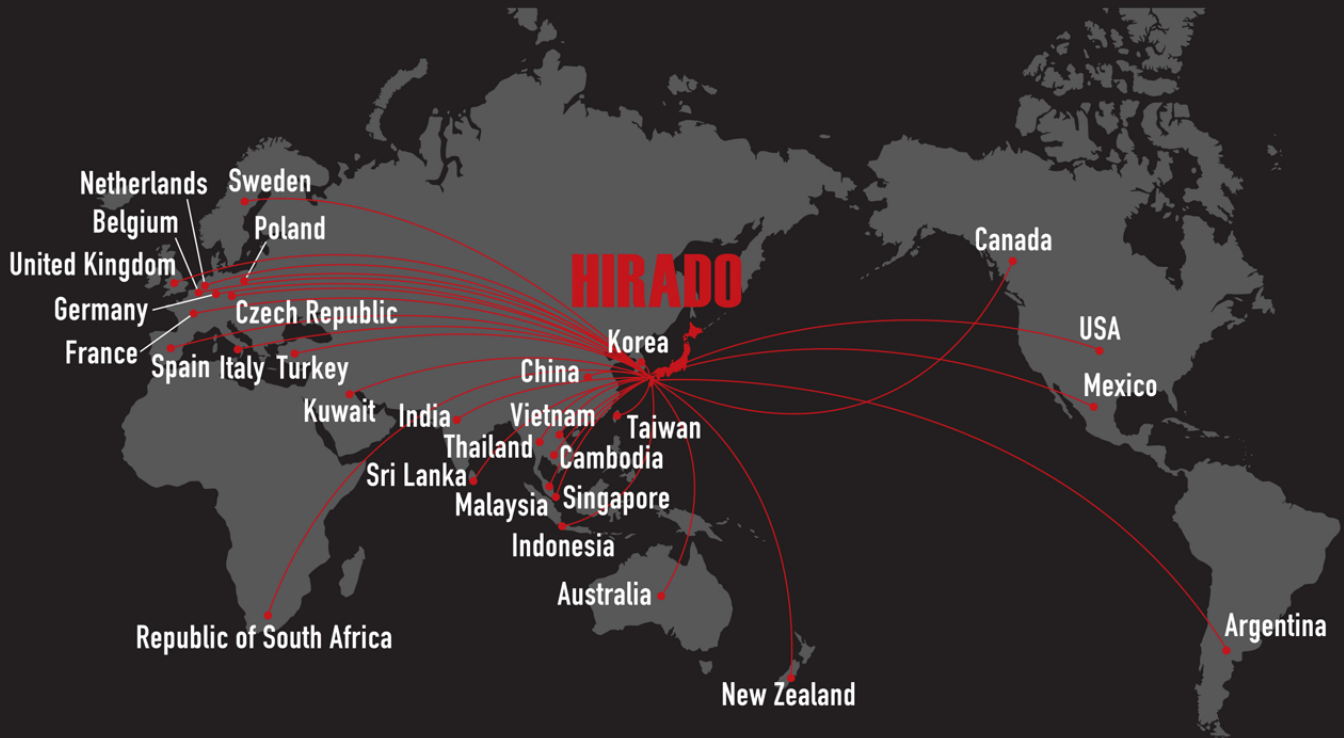 Netherlands
Sweden
Belgium
Poland
United Kingdom
Canada
HIRADO
Germany
Czech Republic
USA
Korea
France
Spain
Italy
Turkey
China
Mexico
Kuwait
India
Vietnam
Taiwan
Thailand
Cambodia
Sri Lanka
Malaysia
Singapore
Indonesia
Australia
Argentina
Republic of South Africa
New Zealand